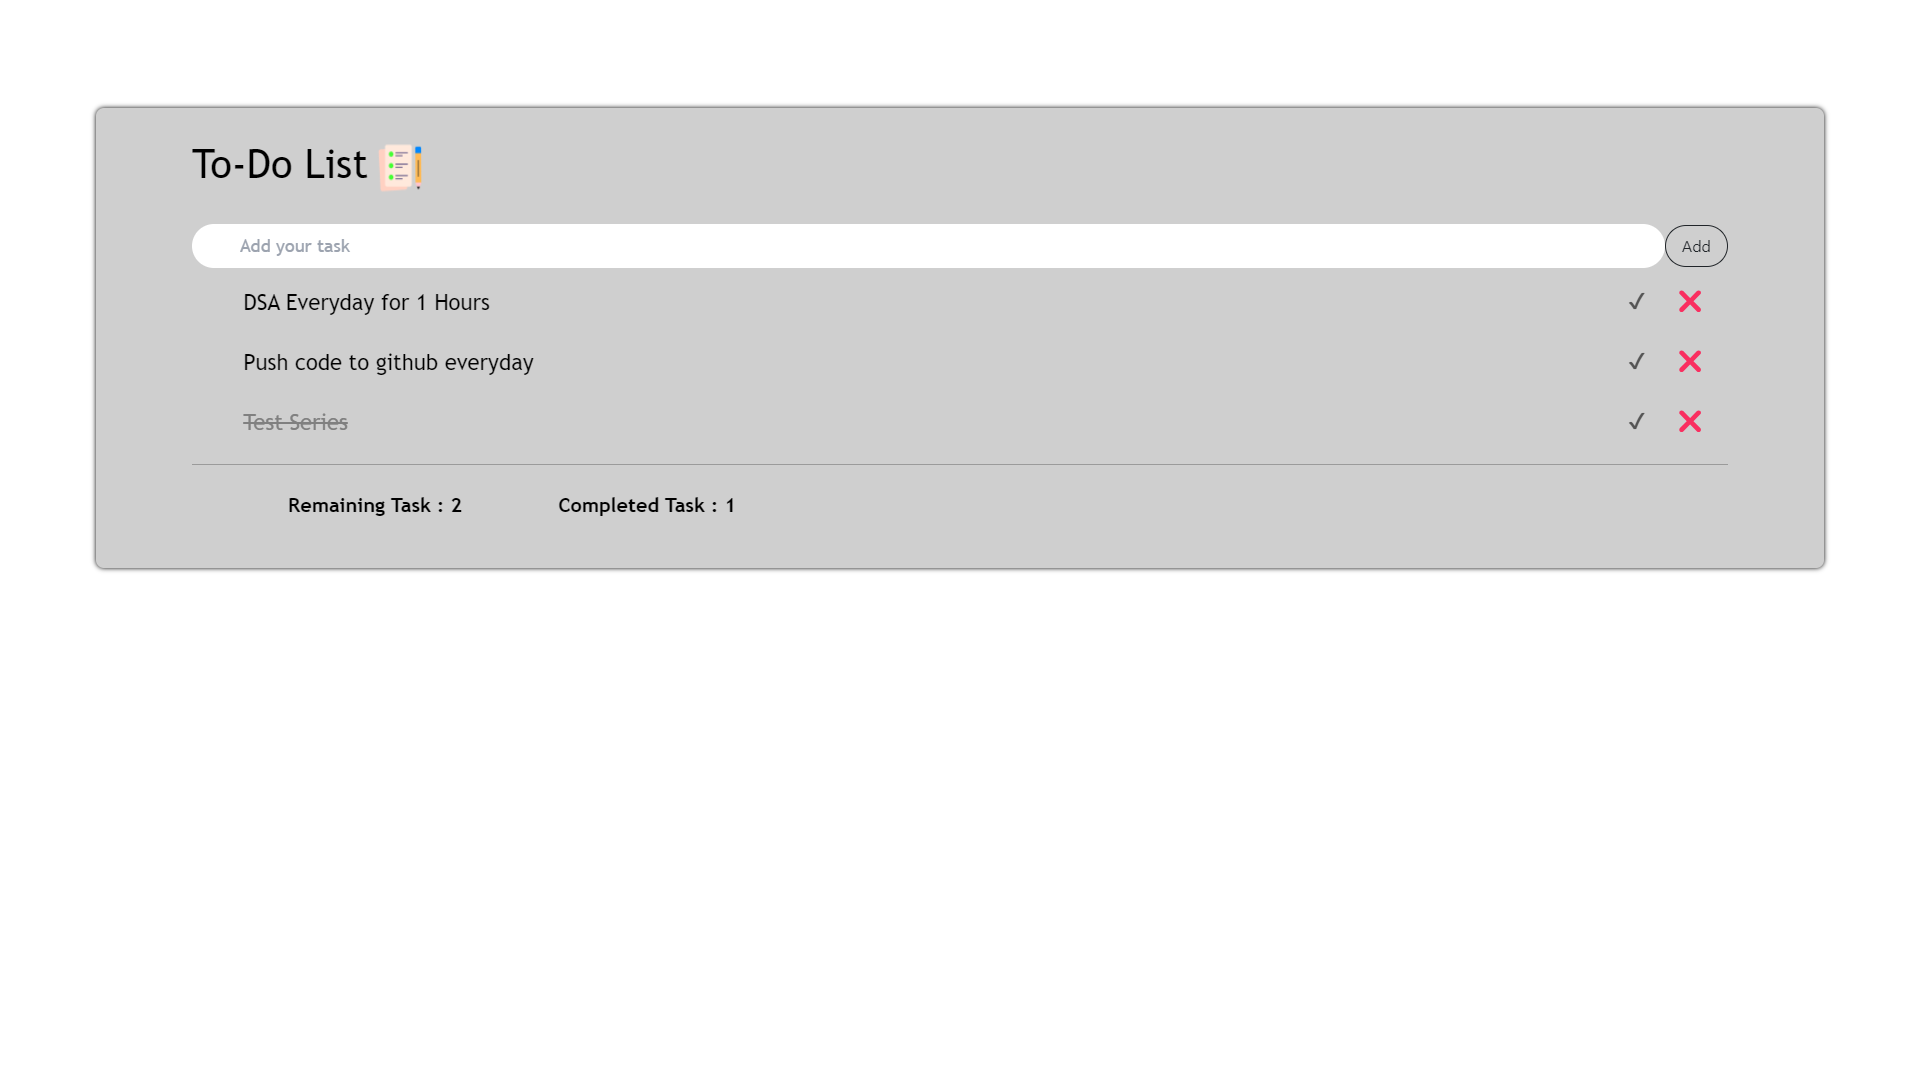 To-Do List
Add your task
Add
DSA Everyday for 1 Hours
Push code to github everyday
Test Series
Remaining Task : 2
Completed Task : 1